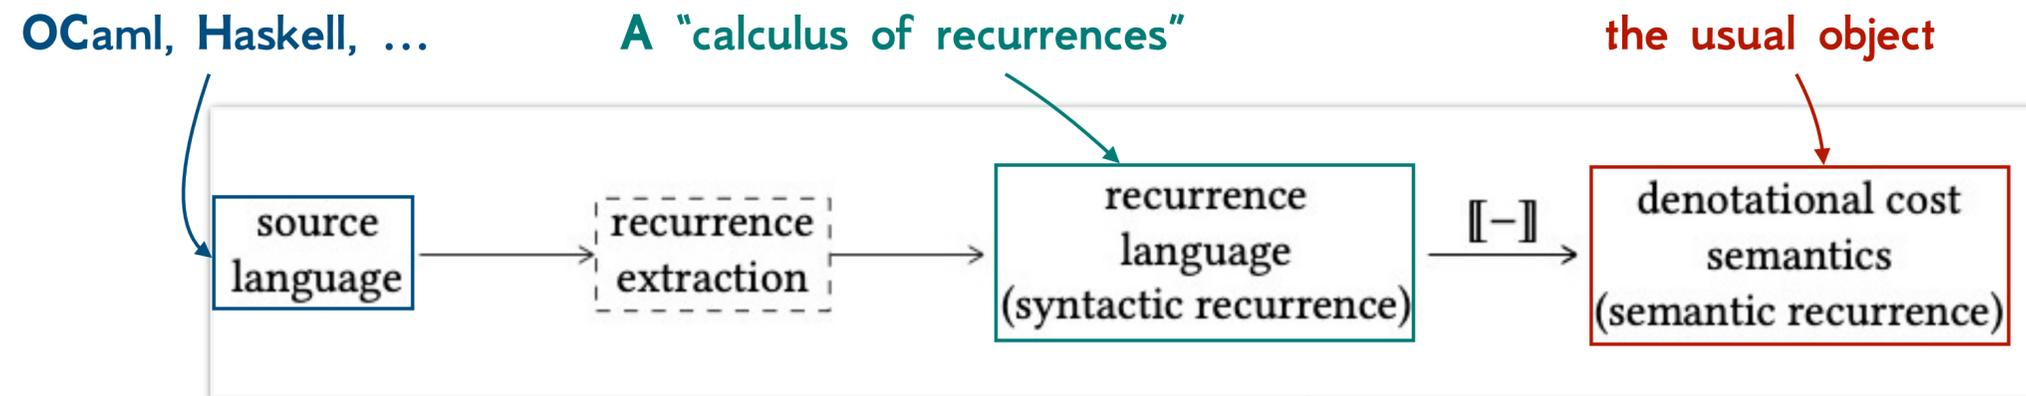 OCaml, Haskell, ...
A "calculus of recurrences"
the usual object
source
language
recurrence
extraction
recurrence
language
(syntactic recurrence)
⟦−⟧
denotational cost
semantics
(semantic recurrence)